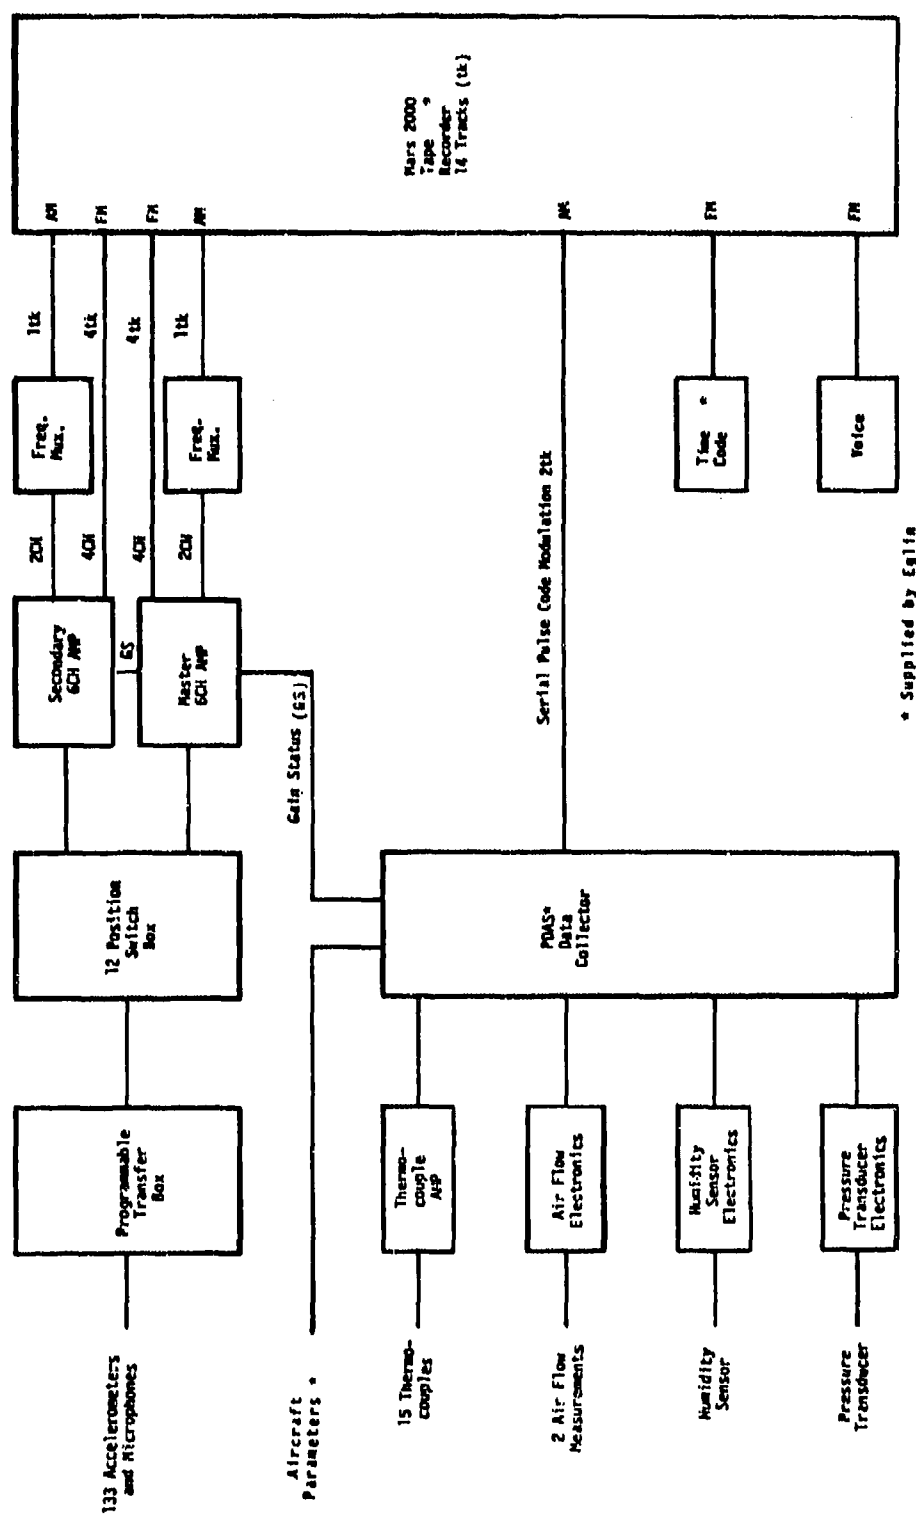 133 Accelerometers
and Microphones
Programmable
Transfer
Box
12 Position
Switch
Box
Secondary
6CH AMP
GS
Master
6CH AMP
2CH
4CH
4CH
2CH
Freq.
Mux.
Freq.
Mux.
1tk
4tk
4tk
1tk
AM
FM
FM
AM
Mars 2000
Tape *
Recorder
14 Tracks (tk)
Aircraft
Parameters *
Gain Status (GS)
15 Thermo-
couples
Thermo-
couple
AMP
2 Air Flow
Measurements
Air Flow
Electronics
Humidity
Sensor
Humidity
Sensor
Electronics
Pressure
Transducer
Pressure
Transducer
Electronics
PDAS*
Data
Collector
Serial Pulse Code Modulation 2tk
AM
Time *
Code
FM
Voice
FM
* Supplied by Eglin